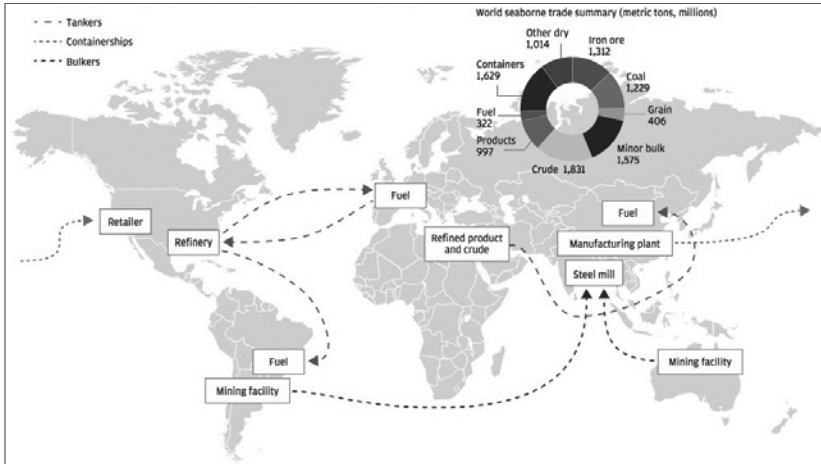 World seaborne trade summary (metric tons, millions)
Tankers
Containerships
Bulkers
Other dry
1,014
Iron ore
1,312
Containers
1,629
Coal
1,229
Fuel
322
Grain
406
Products
997
Minor bulk
1,575
Crude 1,831
Fuel
Retailer
Refinery
Fuel
Refined product
and crude
Manufacturing plant
Steel mill
Fuel
Mining facility
Mining facility